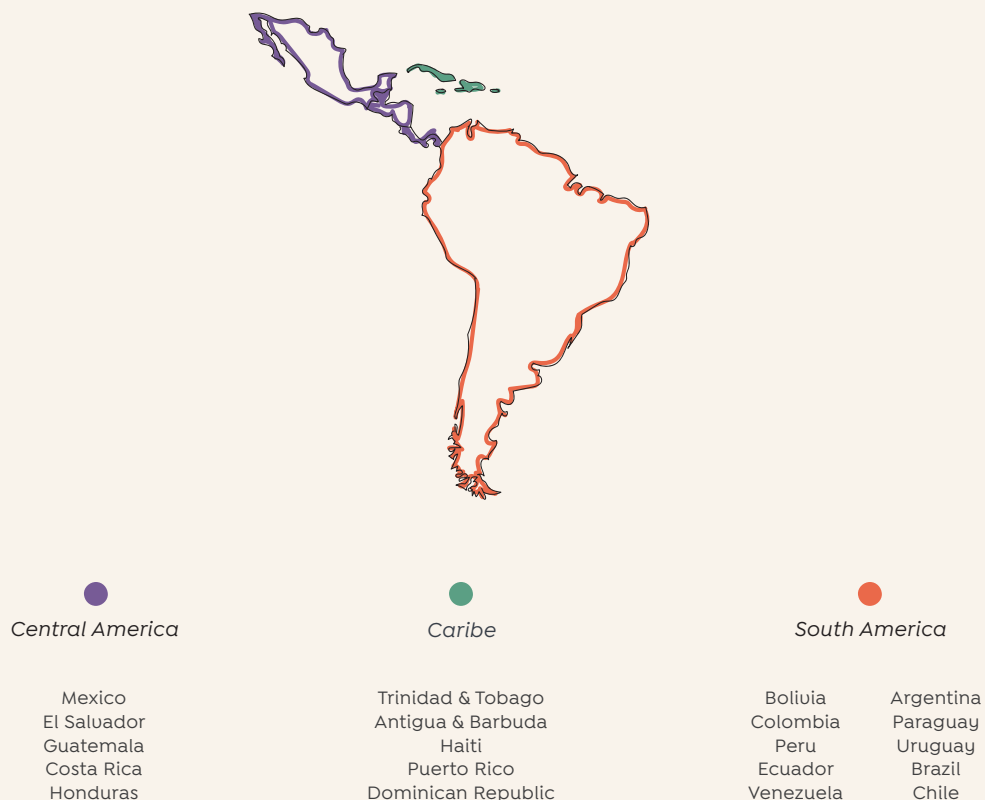 Central America
Mexico
El Salvador
Guatemala
Costa Rica
Honduras
Caribe
Trinidad & Tobago
Antigua & Barbuda
Haiti
Puerto Rico
Dominican Republic
South America
Bolivia
Colombia
Peru
Ecuador
Venezuela
Argentina
Paraguay
Uruguay
Brazil
Chile